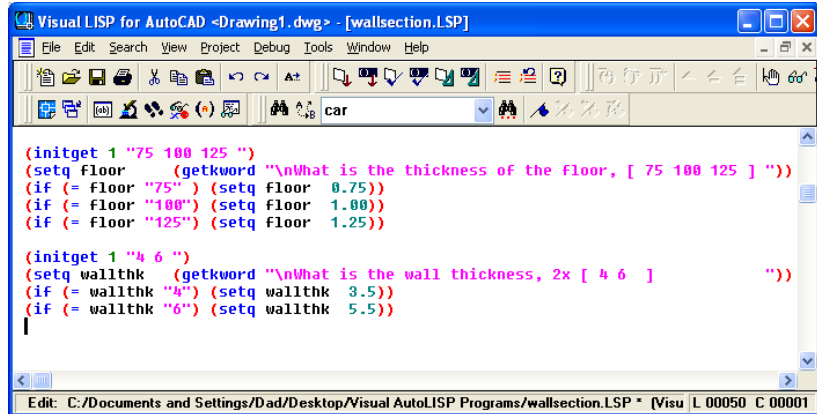 Visual LISP for AutoCAD <Drawing1.dwg> - [wallsection.LSP]
File Edit Search View Project Debug Tools Window Help
car
(initget 1 "75 100 125 ")
(setq floor (getkword "\nWhat is the thickness of the floor, [ 75 100 125 ] "))
(if (= floor "75" ) (setq floor 0.75))
(if (= floor "100") (setq floor 1.00))
(if (= floor "125") (setq floor 1.25))
(initget 1 "4 6 ")
(setq wallthk (getkword "\nWhat is the wall thickness, 2x [ 4 6 ] "))
(if (= wallthk "4") (setq wallthk 3.5))
(if (= wallthk "6") (setq wallthk 5.5))
Edit: C:/Documents and Settings/Dad/Desktop/Visual AutoLISP Programs/wallsection.LSP * (Visu L 00050 C 00001